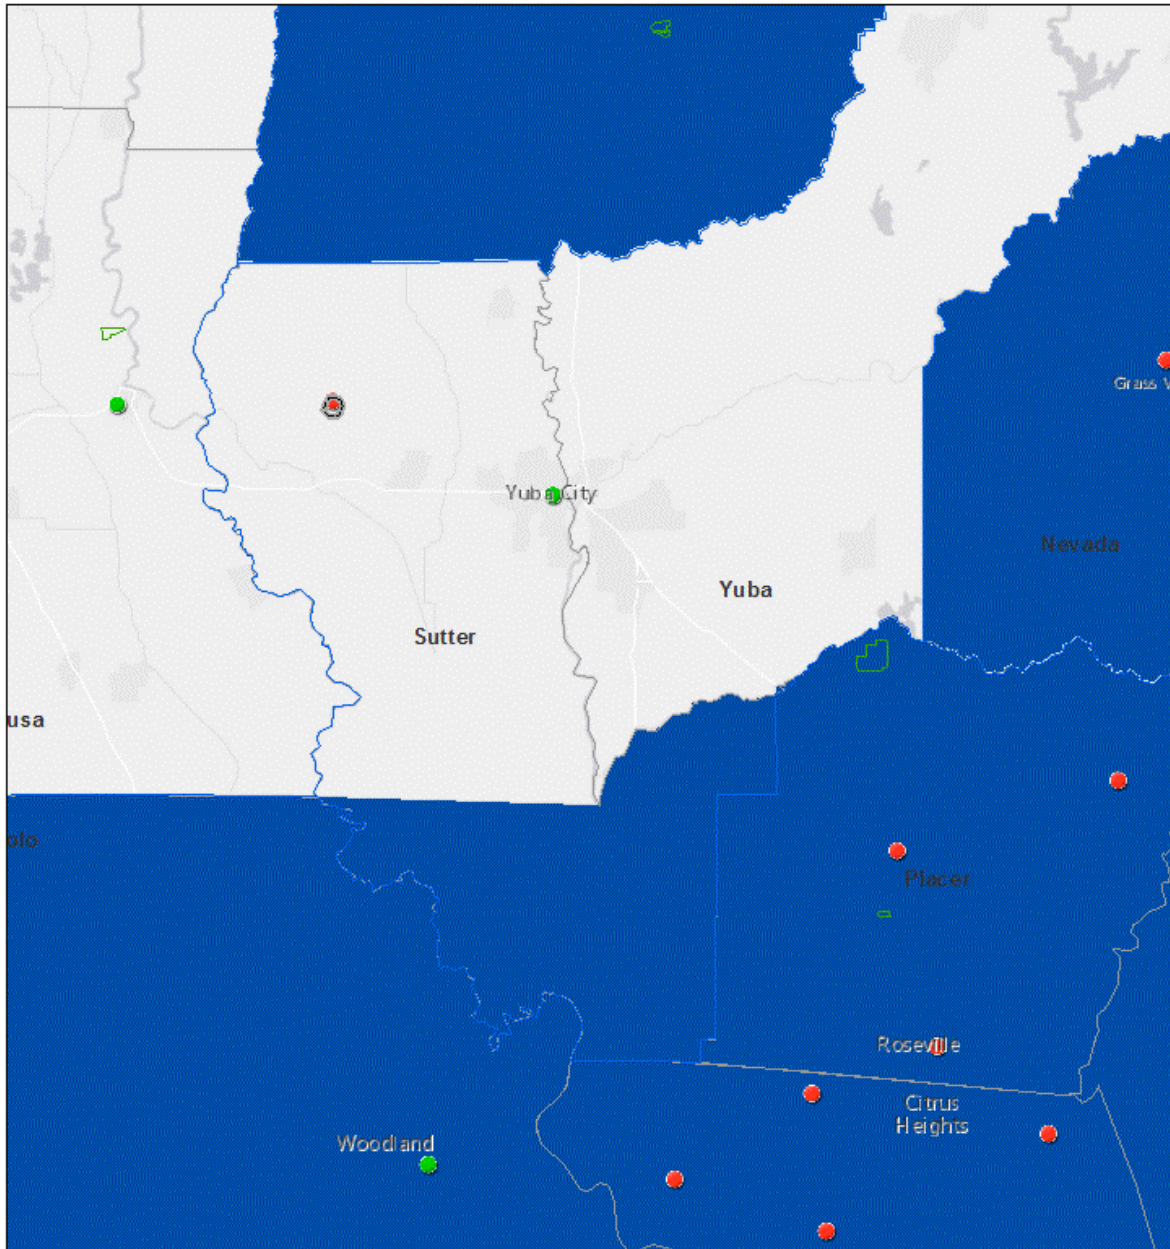 Grass V
Yuba City
Nevada
Yuba
Sutter
usa
olo
Placer
Roseville
Citrus
Heights
Woodland